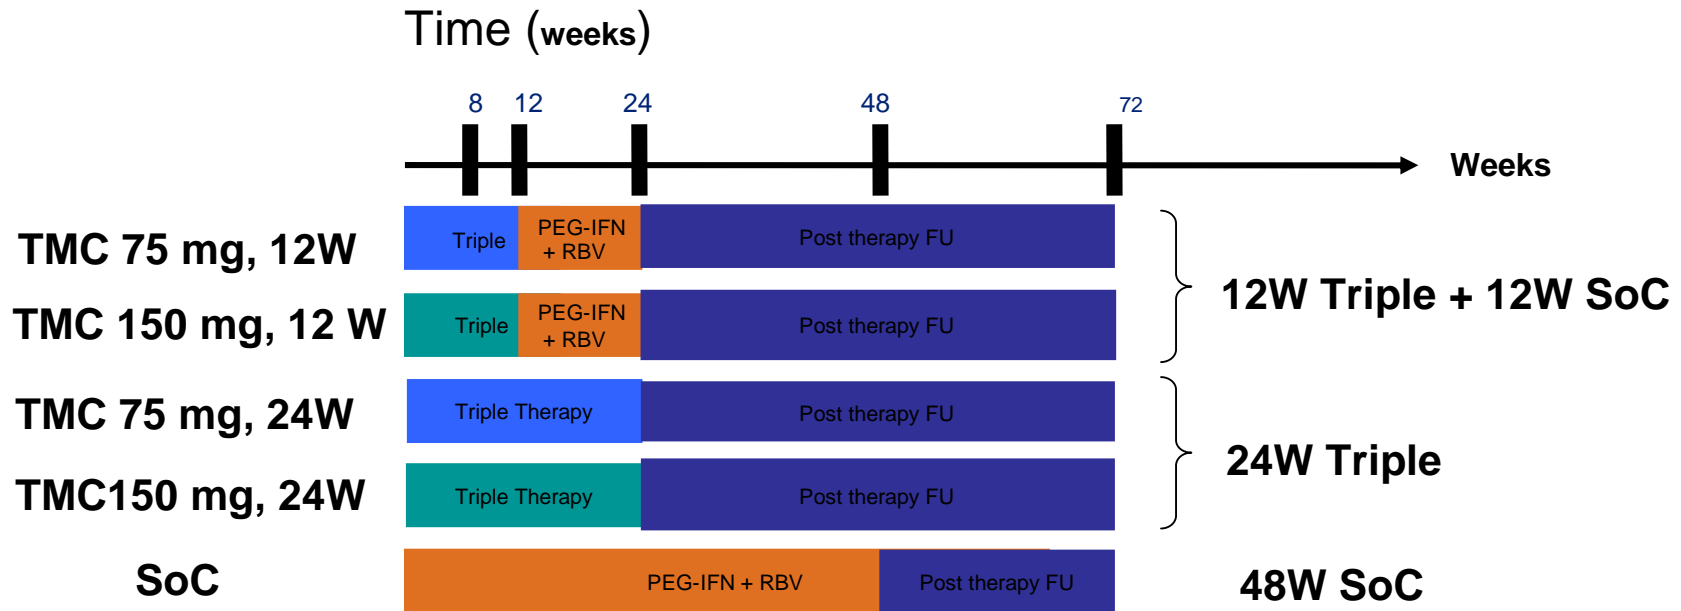 Time (weeks)
8 12 24 48 72
Weeks
TMC 75 mg, 12W
Triple
PEG-IFN
+ RBV
Post therapy FU
TMC 150 mg, 12 W
Triple
PEG-IFN
+ RBV
Post therapy FU
12W Triple + 12W SoC
TMC 75 mg, 24W
Triple Therapy
Post therapy FU
TMC150 mg, 24W
Triple Therapy
Post therapy FU
24W Triple
SoC
PEG-IFN + RBV
Post therapy FU
48W SoC